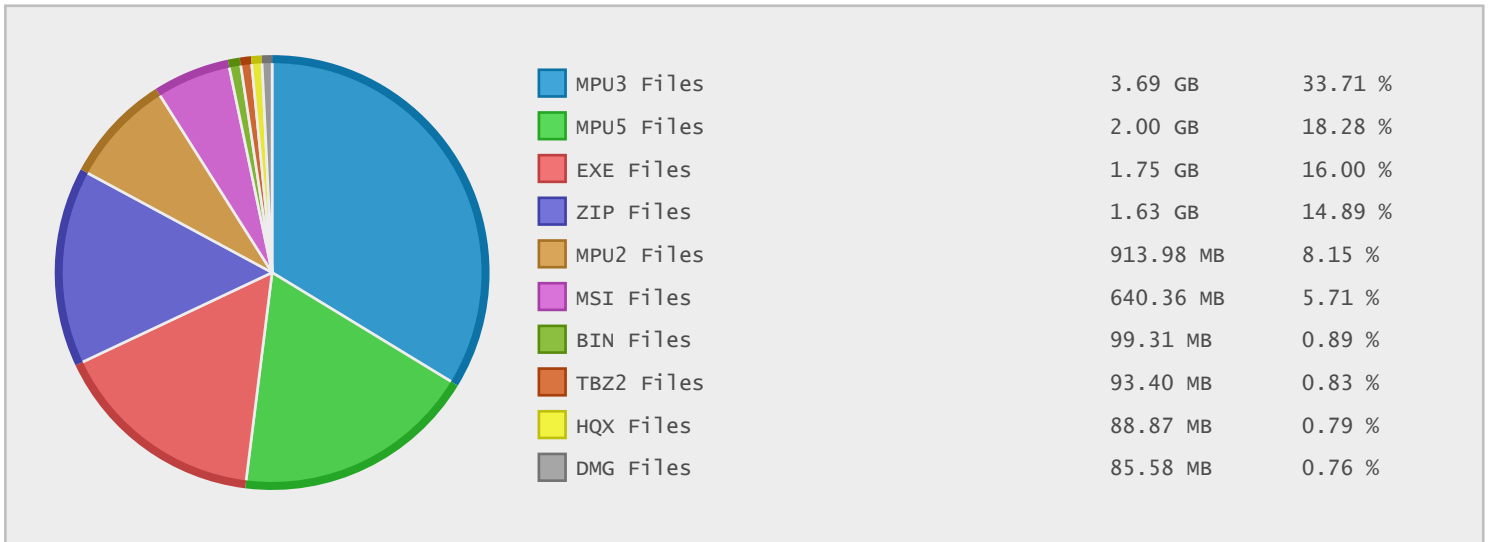 MPU3 Files 3.69 GB 33.71 %
MPU5 Files 2.00 GB 18.28 %
EXE Files 1.75 GB 16.00 %
ZIP Files 1.63 GB 14.89 %
MPU2 Files 913.98 MB 8.15 %
MSI Files 640.36 MB 5.71 %
BIN Files 99.31 MB 0.89 %
TBZ2 Files 93.40 MB 0.83 %
HQX Files 88.87 MB 0.79 %
DMG Files 85.58 MB 0.76 %